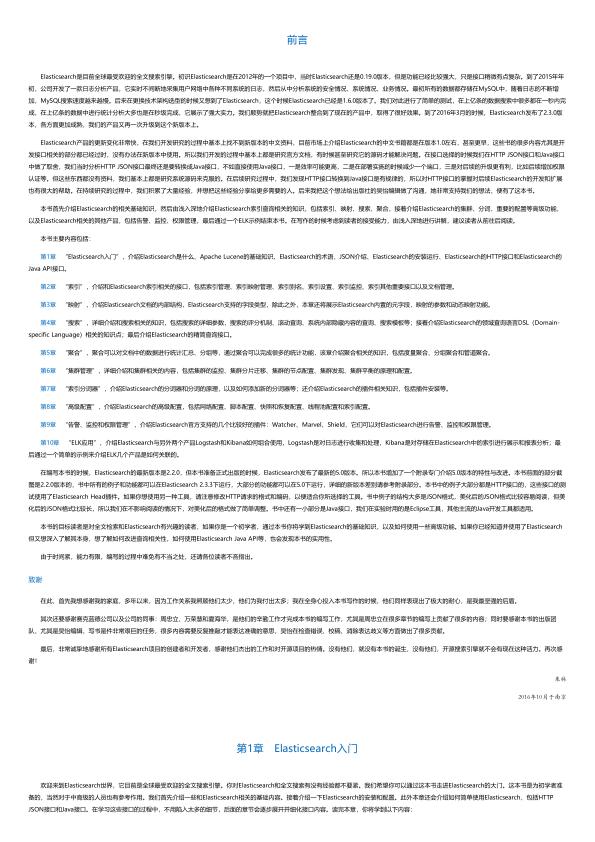 前言
Elasticsearch是目前全球最受欢迎的全文搜索引擎。初识Elasticsearch是在2012年的一个项目中，当时Elasticsearch还是0.19.0版本，但是功能已经比较强大，只是接口稍微有点复杂。到了2015年年
初，公司开发了一款日志分析产品，它实时不间断地采集用户网络中各种不同系统的日志，然后从中分析系统的安全情况、系统情况、业务情况。最初所有的数据都存储在MySQL中，随着日志的不断增
加，MySQL搜索速度越来越慢。后来在更换技术架构选型的时候又想到了Elasticsearch，这个时候Elasticsearch已经是1.6.0版本了。我们对此进行了简单的测试，在上亿条的数据搜索中很多都在一秒内完
成，在上亿条的数据中进行统计分析大多也是在秒级完成，它展示了强大实力。我们顺势就把Elasticsearch整合到了现在的产品中，取得了很好效果。到了2016年3月的时候，Elasticsearch发布了2.3.0版
本，各方面更加成熟，我们的产品又再一次升级到这个新版本上。
Elasticsearch产品的更新变化非常快，在我们开发研究的过程中基本上找不到新版本的中文资料，目前市场上介绍Elasticsearch的中文书籍都是在版本1.0左右，甚至更早，这些书的很多内容尤其是开
发接口相关的部分都已经过时，没有办法在新版本中使用。所以我们开发的过程中基本上都是研究官方文档，有时候甚至研究它的源码才能解决问题。在接口选择的时候我们在HTTP JSON接口和Java接口
中做了取舍，我们当时分析HTTP JSON接口最终还是要转换成Java接口，不如直接使用Java接口，一是效率可能更高，二是在部署实施的时候减少一个端口，三是对后续的升级更有利，比如后续增加权限
认证等。但这些东西都没有资料，我们基本上都是研究系统源码来克服的。在后续研究过程中，我们发现HTTP接口转换到Java接口是有规律的，所以对HTTP接口的掌握对后续Elasticsearch的开发和扩展
也有很大的帮助。在持续研究的过程中，我们积累了大量经验，并想把这些经验分享给更多需要的人。后来我把这个想法给出版社的吴怡编辑做了沟通，她非常支持我们的想法，便有了这本书。
本书首先介绍Elasticsearch的相关基础知识，然后由浅入深地介绍Elasticsearch索引查询相关的知识，包括索引、映射、搜索、聚合，接着介绍Elasticsearch的集群、分词、重要的配置等高级功能，
以及Elasticsearch相关的其他产品，包括告警、监控、权限管理，最后通过一个ELK示例结束本书。在写作的时候考虑到读者的接受能力，由浅入深地进行讲解，建议读者从前往后阅读。
本书主要内容包括：
第1章 “Elasticsearch入门”，介绍Elasticsearch是什么、Apache Lucene的基础知识、Elasticsearch的术语、JSON介绍、Elasticsearch的安装运行、Elasticsearch的HTTP接口和Elasticsearch的
Java API接口。
第2章 “索引”，介绍和Elasticsearch索引相关的接口，包括索引管理、索引映射管理、索引别名、索引设置、索引监控、索引其他重要接口以及文档管理。
第3章 “映射”，介绍Elasticsearch文档的内部结构、Elasticsearch支持的字段类型，除此之外，本章还将展示Elasticsearch内置的元字段、映射的参数和动态映射功能。
第4章 “搜索”，详细介绍和搜索相关的知识，包括搜索的详细参数、搜索的评分机制、滚动查询、系统内部隐藏内容的查询、搜索模板等；接着介绍Elasticsearch的领域查询语言DSL（Domain-
specific Language）相关的知识点；最后介绍Elasticsearch的精简查询接口。
第5章 “聚合”，聚合可以对文档中的数据进行统计汇总、分组等，通过聚合可以完成很多的统计功能，该章介绍聚合相关的知识，包括度量聚合、分组聚合和管道聚合。
第6章 “集群管理”，详细介绍和集群相关的内容，包括集群的监控、集群分片迁移、集群的节点配置、集群发现、集群平衡的原理和配置。
第7章 “索引分词器”，介绍Elasticsearch的分词器和分词的原理，以及如何添加新的分词器等；还介绍Elasticsearch的插件相关知识，包括插件安装等。
第8章 “高级配置”，介绍Elasticsearch的高级配置，包括网络配置、脚本配置、快照和恢复配置、线程池配置和索引配置。
第9章 “告警、监控和权限管理”，介绍Elasticsearch官方支持的几个比较好的插件：Watcher、Marvel、Shield，它们可以对Elasticsearch进行告警、监控和权限管理。
第10章 “ELK应用”，介绍Elasticsearch与另外两个产品Logstash和Kibana如何组合使用，Logstash是对日志进行收集和处理，Kibana是对存储在Elasticsearch中的索引进行展示和报表分析；最
后通过一个简单的示例来介绍ELK几个产品是如何关联的。
在编写本书的时候，Elasticsearch的最新版本是2.2.0，但本书准备正式出版的时候，Elasticsearch发布了最新的5.0版本。所以本书增加了一个附录专门介绍5.0版本的特性与改进。本书前面的部分截
图是2.2.0版本的，书中所有的例子和功能都可以在Elasticsearch 2.3.3下运行，大部分的功能都可以在5.0下运行，详细的新版本差别请参考附录部分。本书中的例子大部分都是HTTP接口的，这些接口的测
试使用了Elasticsearch Head插件。如果你想使用另一种工具，请注意修改HTTP请求的格式和编码，以便适合你所选择的工具。书中例子的结构大多是JSON格式，美化后的JSON格式比较容易阅读，但美
化后的JSON格式比较长，所以我们在不影响阅读的情况下，对美化后的格式做了简单调整。书中还有一小部分是Java接口，我们在实验时用的是Eclipse工具，其他主流的Java开发工具都适用。
本书的目标读者是对全文检索和Elasticsearch有兴趣的读者，如果你是一个初学者，通过本书你将学到Elasticsearch的基础知识，以及如何使用一些高级功能。如果你已经知道并使用了Elasticsearch
但又想深入了解其本身，想了解如何改进查询相关性，如何使用Elasticsearch Java API等，也会发现本书的实用性。
由于时间紧、能力有限，编写的过程中难免有不当之处，还请各位读者不吝指出。
致谢
在此，首先我想感谢我的家庭，多年以来，因为工作关系我照顾他们太少，他们为我付出太多；我在全身心投入本书写作的时候，他们同样表现出了极大的耐心，是我最坚强的后盾。
其次还要感谢赛克蓝德公司以及公司的同事：周忠立、万荣慧和夏海华，是他们的辛勤工作才完成本书的编写工作，尤其是周忠立在很多章节的编写上贡献了很多的内容；同时要感谢本书的出版团
队，尤其是吴怡编辑，写书是件非常艰巨的任务，很多内容需要反复推敲才能表达准确的意思，吴怡在检查错误、校稿、消除表达歧义等方面做出了很多贡献。
最后，非常诚挚地感谢所有Elasticsearch项目的创建者和开发者，感谢他们杰出的工作和对开源项目的热情。没有他们，就没有本书的诞生，没有他们，开源搜索引擎就不会有现在这种活力。再次感
谢！
朱林
2016年10月于南京
第1章 Elasticsearch入门
欢迎来到Elasticsearch世界，它目前是全球最受欢迎的全文搜索引擎。你对Elasticsearch和全文搜索有没有经验都不要紧。我们希望你可以通过这本书走进Elasticsearch的大门。这本书是为初学者准
备的，当然对于中高级的人员也有参考作用。我们首先介绍一些和Elasticsearch相关的基础内容。接着介绍一下Elasticsearch的安装和配置。此外本章还会介绍如何简单使用Elasticsearch，包括HTTP
JSON接口和Java接口。在学习这些接口的过程中，不用陷入太多的细节，后面的章节会逐步展开并细化接口内容。读完本章，你将学到以下内容：